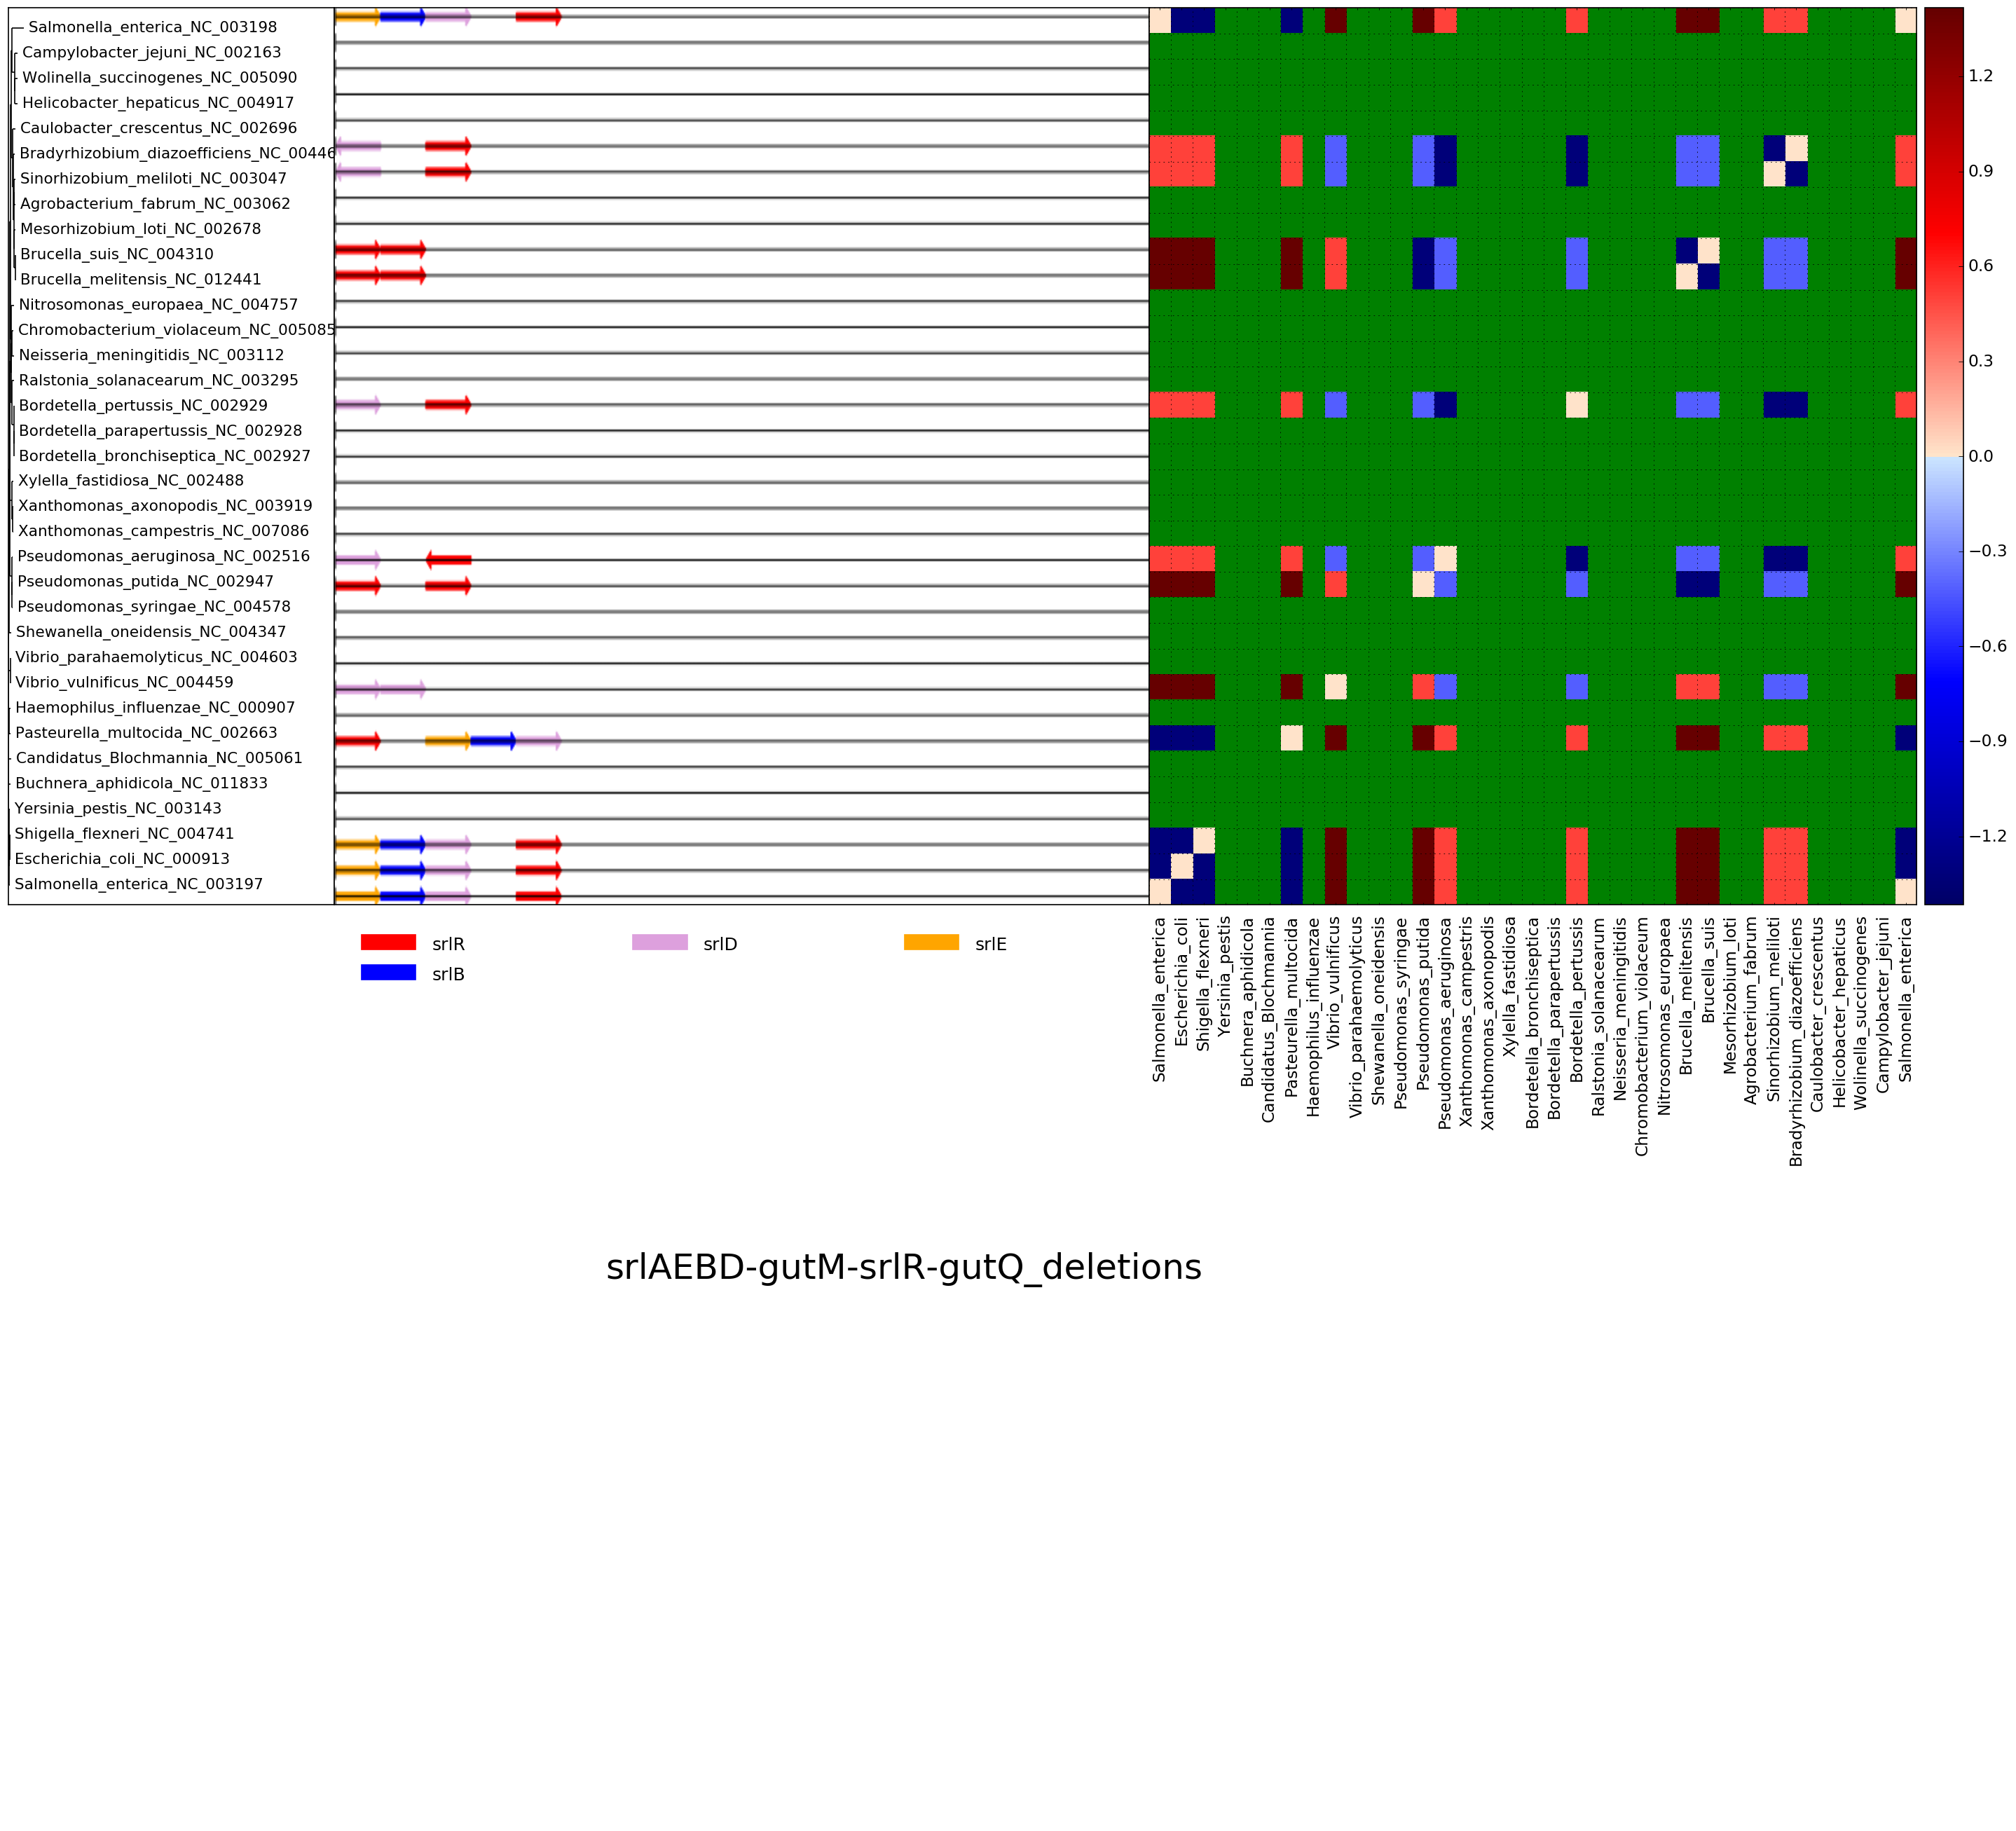 Salmonella_enterica_NC_003198
Campylobacter_jejuni_NC_002163
Wolinella_succinogenes_NC_005090
Helicobacter_hepaticus_NC_004917
Caulobacter_crescentus_NC_002696
Bradyrhizobium_diazoefficiens_NC_00446
Sinorhizobium_meliloti_NC_003047
Agrobacterium_fabrum_NC_003062
Mesorhizobium_loti_NC_002678
Brucella_suis_NC_004310
Brucella_melitensis_NC_012441
Nitrosomonas_europaea_NC_004757
Chromobacterium_violaceum_NC_005085
Neisseria_meningitidis_NC_003112
Ralstonia_solanacearum_NC_003295
Bordetella_pertussis_NC_002929
Bordetella_parapertussis_NC_002928
Bordetella_bronchiseptica_NC_002927
Xylella_fastidiosa_NC_002488
Xanthomonas_axonopodis_NC_003919
Xanthomonas_campestris_NC_007086
Pseudomonas_aeruginosa_NC_002516
Pseudomonas_putida_NC_002947
Pseudomonas_syringae_NC_004578
Shewanella_oneidensis_NC_004347
Vibrio_parahaemolyticus_NC_004603
Vibrio_vulnificus_NC_004459
Haemophilus_influenzae_NC_000907
Pasteurella_multocida_NC_002663
Candidatus_Blochmannia_NC_005061
Buchnera_aphidicola_NC_011833
Yersinia_pestis_NC_003143
Shigella_flexneri_NC_004741
Escherichia_coli_NC_000913
Salmonella_enterica_NC_003197
1.2
0.9
0.6
0.3
0.0
−0.3
−0.6
−0.9
−1.2
srlR
srlD
srlE
srlB
Salmonella_enterica
Escherichia_coli
Shigella_flexneri
Yersinia_pestis
Buchnera_aphidicola
Candidatus_Blochmannia
Pasteurella_multocida
Haemophilus_influenzae
Vibrio_vulnificus
Vibrio_parahaemolyticus
Shewanella_oneidensis
Pseudomonas_syringae
Pseudomonas_putida
Pseudomonas_aeruginosa
Xanthomonas_campestris
Xanthomonas_axonopodis
Xylella_fastidiosa
Bordetella_bronchiseptica
Bordetella_parapertussis
Bordetella_pertussis
Ralstonia_solanacearum
Neisseria_meningitidis
Chromobacterium_violaceum
Nitrosomonas_europaea
Brucella_melitensis
Brucella_suis
Mesorhizobium_loti
Agrobacterium_fabrum
Sinorhizobium_meliloti
Bradyrhizobium_diazoefficiens
Caulobacter_crescentus
Helicobacter_hepaticus
Wolinella_succinogenes
Campylobacter_jejuni
Salmonella_enterica
srlAEBD-gutM-srlR-gutQ_deletions